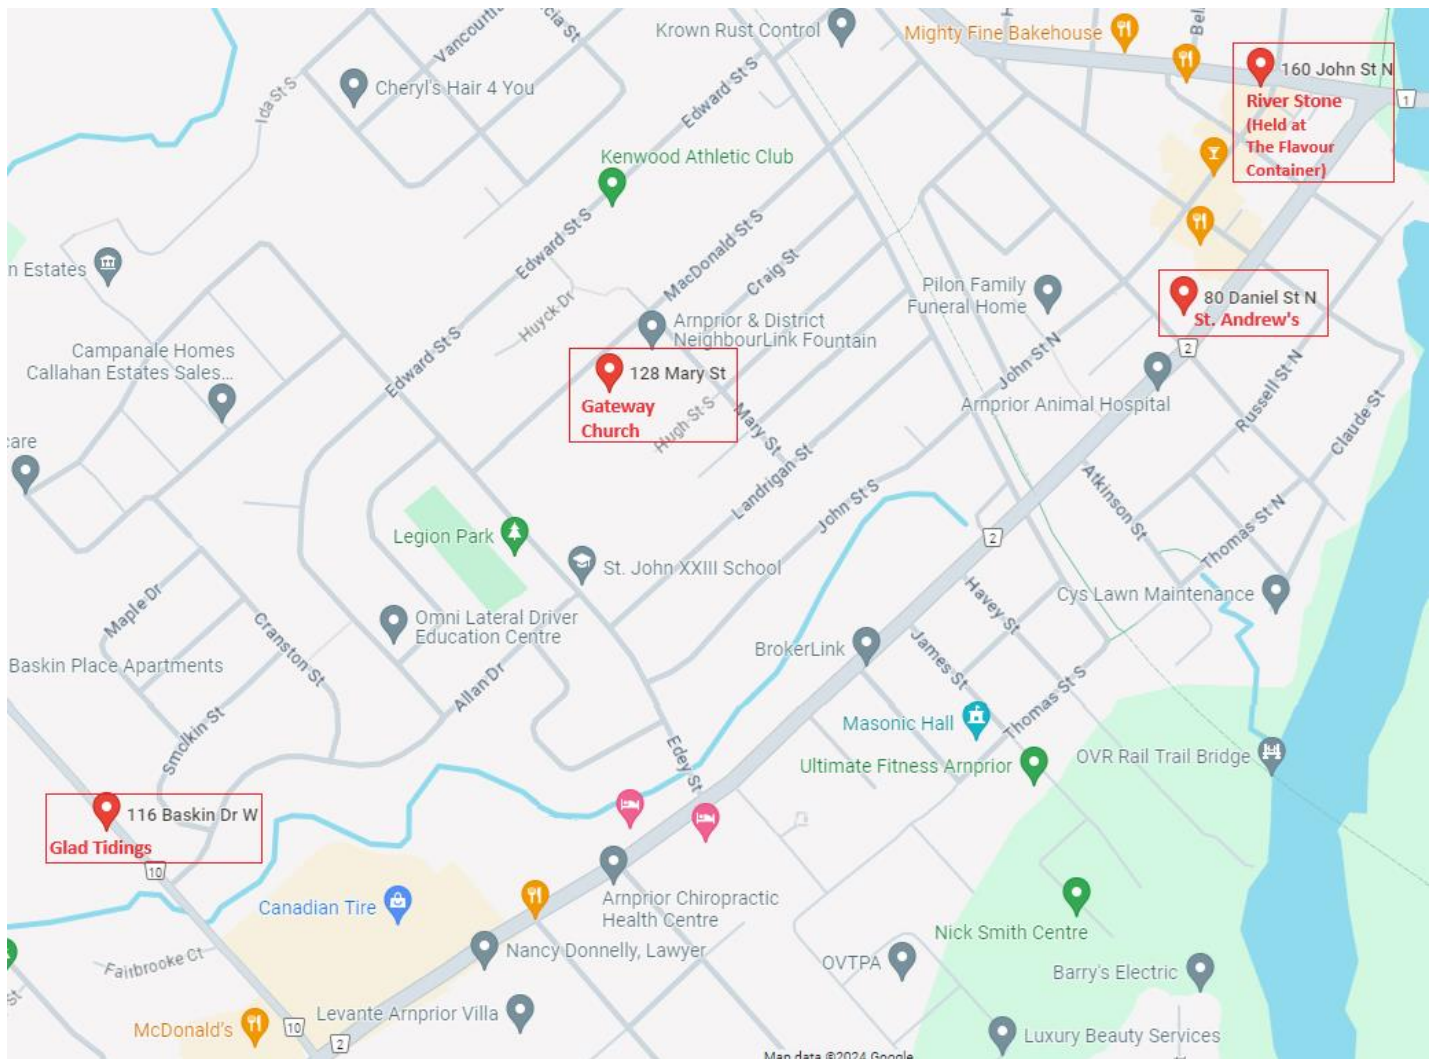 Vancourtl
cia St
Krown Rust Control
Mighty Fine Bakehouse
H
Bel
160 John St N
River Stone
(Held at
The Flavour
Container)
1
Ida St S
Cheryl's Hair 4 You
Edward St S
Kenwood Athletic Club
n Estates
Edward St S
Huyck Dr
MacDonald St S
Craig St
Pilon Family
Funeral Home
80 Daniel St N
St. Andrew's
2
Arnprior & District
NeighbourLink Fountain
Campanale Homes
Callahan Estates Sales...
Edward St S
128 Mary St
Gateway
Church
Hugh St S
Mary St
John St N
Arnprior Animal Hospital
Russell St N
Claude St
care
Landrigan St
John St S
Atkinson St
Thomas St N
2
Legion Park
St. John XXIII School
Maple Dr
Cranston St
Omni Lateral Driver
Education Centre
Havey St
Cys Lawn Maintenance
Baskin Place Apartments
Allan Dr
BrokerLink
James St
Thomas St S
Smolkin St
Edey St
Masonic Hall
Ultimate Fitness Arnprior
OVR Rail Trail Bridge
116 Baskin Dr W
Glad Tidings
10
Canadian Tire
Arnprior Chiropractic
Health Centre
Nick Smith Centre
Fairbrooke Ct
Nancy Donnelly, Lawyer
OVTPA
Barry's Electric
st
McDonald's
10
Levante Arnprior Villa
2
Luxury Beauty Services
Map data ©2024 Google